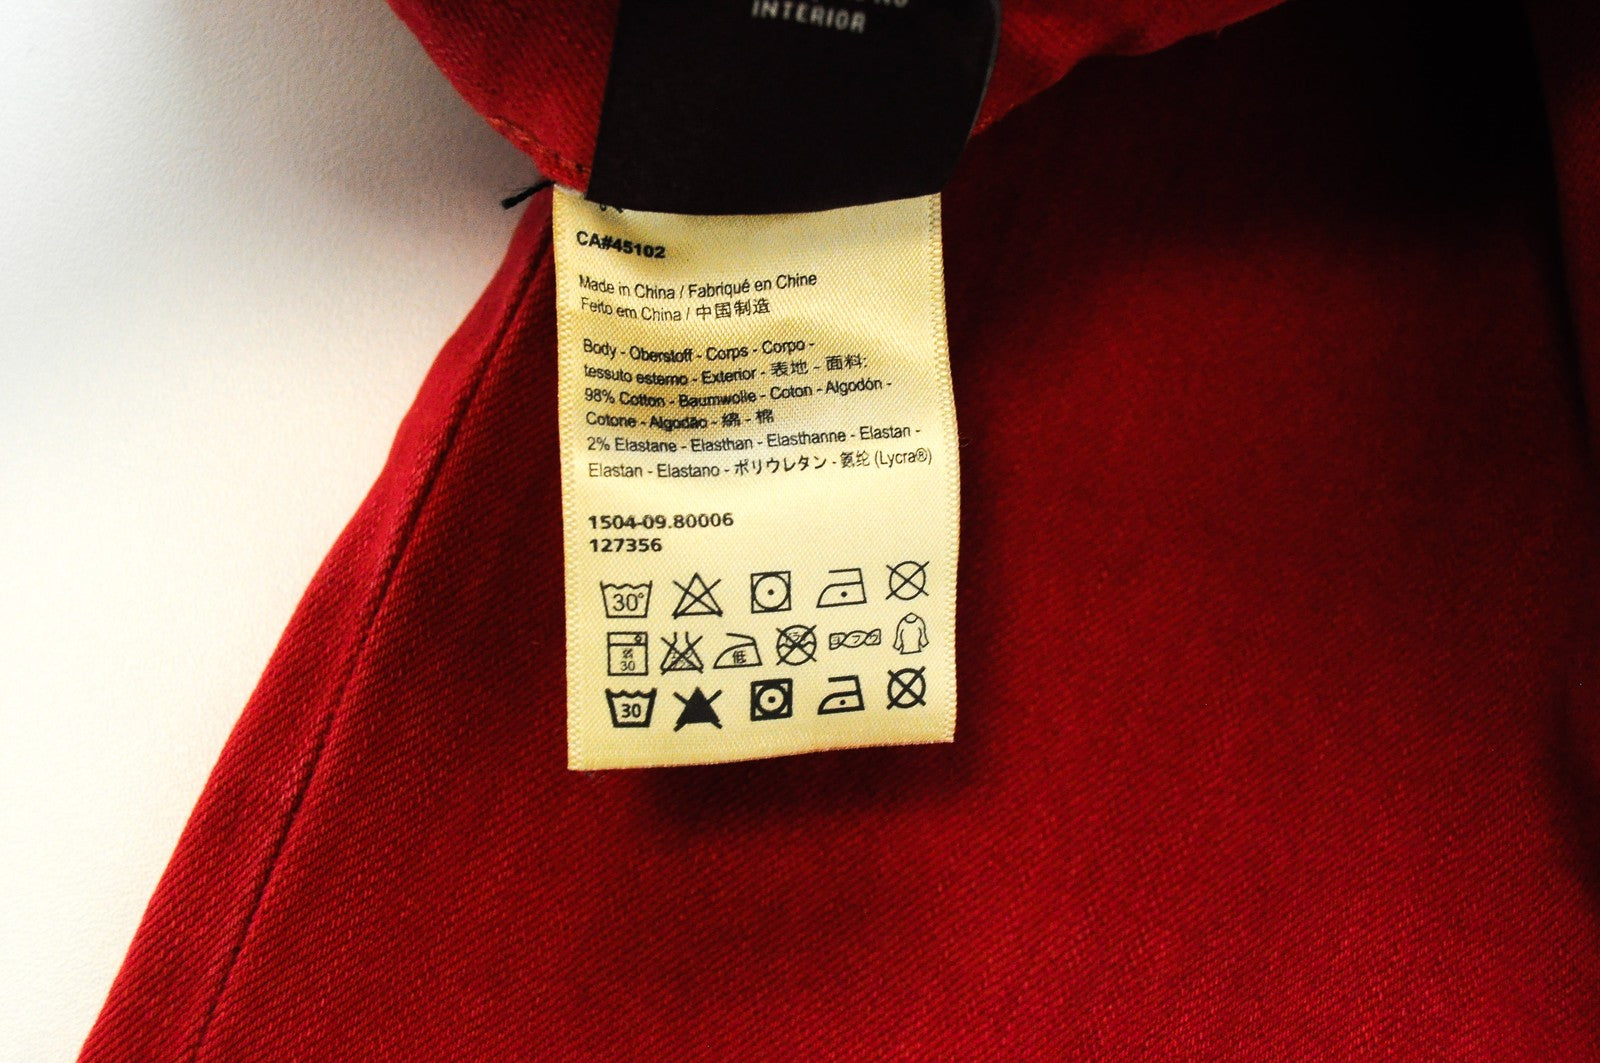 INTERIOR
CA#45102
Made in China / Fabriqué en Chine
Feito em China / 中国制造
Body - Oberstoff - Corps - Corpo -
tessuto esterno - Exterior - 表地 - 面料:
98% Cotton - Baumwolle - Coton - Algodón -
Cotone - Algodão - 綿 - 棉
2% Elastane - Elasthan - Elasthanne - Elastan -
Elastan - Elastano - ポリウレタン - 氨纶 (Lycra®)
1504-09.80006
127356
30°
30 低
30